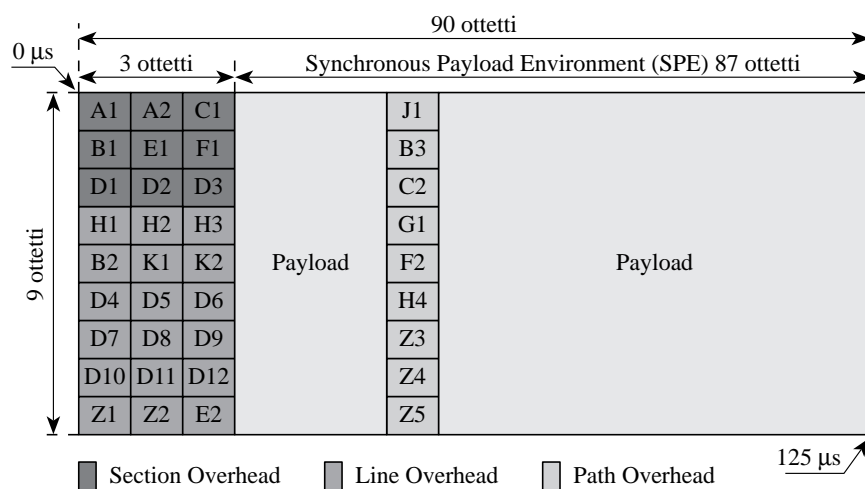 90 ottetti
0 µs
3 ottetti
Synchronous Payload Environment (SPE) 87 ottetti
A1 A2 C1 J1
B1 E1 F1 B3
D1 D2 D3 C2
H1 H2 H3 G1
9 ottetti
B2 K1 K2 Payload F2 Payload
D4 D5 D6 H4
D7 D8 D9 Z3
D10 D11 D12 Z4
Z1 Z2 E2 Z5
125 µs
Section Overhead Line Overhead Path Overhead